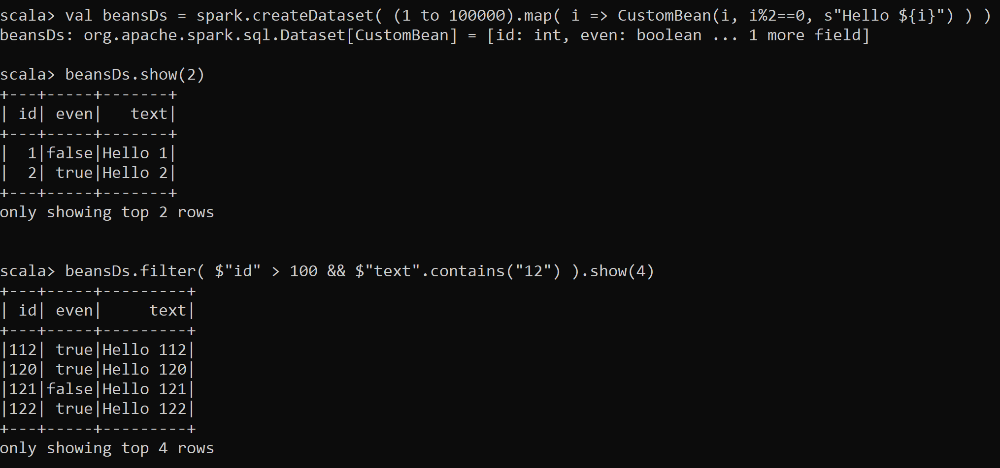 scala> val beansDs = spark.createDataset( (1 to 100000).map( i => CustomBean(i, i%2==0, s"Hello ${i}") ) )
beansDs: org.apache.spark.sql.Dataset[CustomBean] = [id: int, even: boolean ... 1 more field]

scala> beansDs.show(2)
+---+-----+-------+
| id| even|   text|
+---+-----+-------+
|  1|false|Hello 1|
|  2| true|Hello 2|
+---+-----+-------+
only showing top 2 rows


scala> beansDs.filter( $"id" > 100 && $"text".contains("12") ).show(4)
+---+-----+---------+
| id| even|     text|
+---+-----+---------+
|112| true|Hello 112|
|120| true|Hello 120|
|121|false|Hello 121|
|122| true|Hello 122|
+---+-----+---------+
only showing top 4 rows